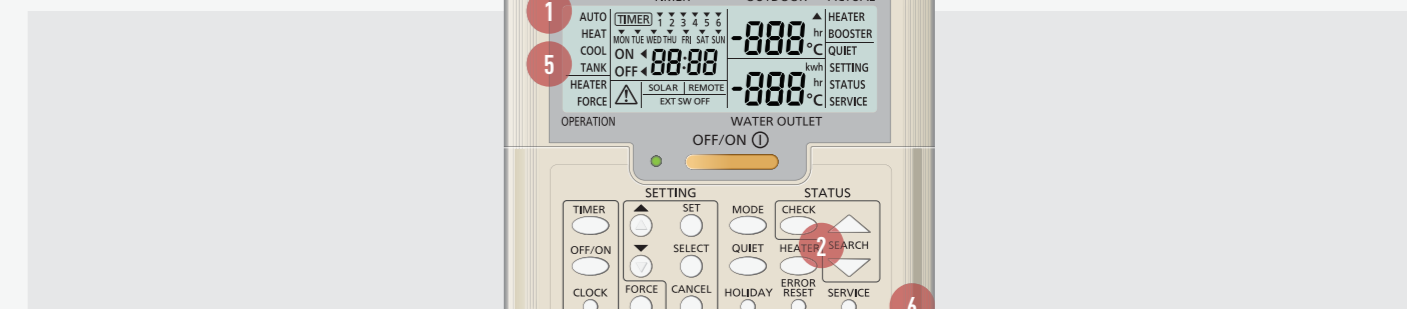 1
AUTO TIMER 1 2 3 4 5 6 HEATER
HEAT MON TUE WED THU FRI SAT SUN -888 hr BOOSTER
COOL ON 88:88 °C QUIET
5
TANK OFF kwh SETTING
HEATER SOLAR REMOTE -888 hr STATUS
FORCE EXT SW OFF °C SERVICE
OPERATION WATER OUTLET
OFF/ON
SETTING STATUS
TIMER SET MODE CHECK
OFF/ON SELECT QUIET HEATER 2 SEARCH
CLOCK FORCE CANCEL HOLIDAY ERROR RESET SERVICE
6